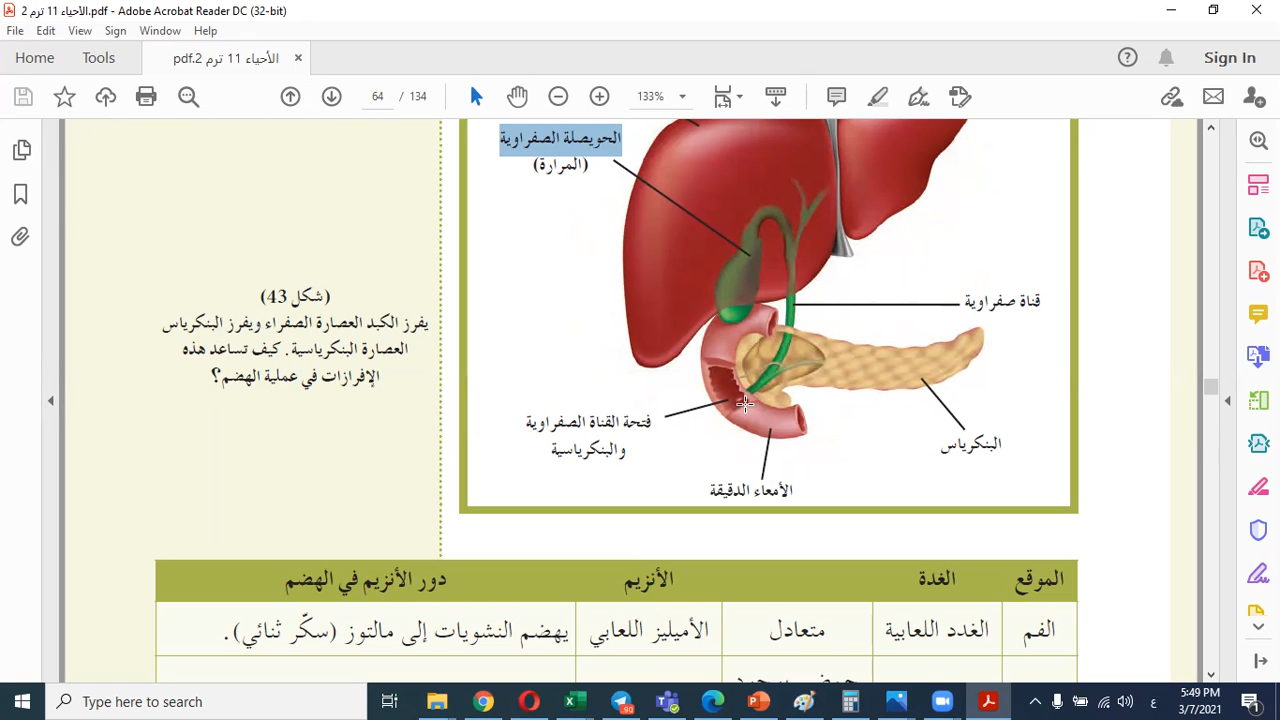 الأحياء 11 ترم 2.pdf - Adobe Acrobat Reader DC (32-bit)
File Edit View Sign Window Help
Home Tools الأحياء 11 ترم 2.pdf × Sign In
64 / 134 133%
الحويصلة الصفراوية
(المرارة)
قناة صفراوية
(شكل 43)
يفرز الكبد العصارة الصفراء ويفرز البنكرياس
العصارة البنكرياسية. كيف تساعد هذه
الإفرازات في عملية الهضم؟
فتحة القناة الصفراوية
والبنكرياسية
البنكرياس
الأمعاء الدقيقة
الموقع الغدة الأنزيم دور الأنزيم في الهضم
الفم الغدد اللعابية متعادل الأميليز اللعابي يهضم النشويات إلى مالتوز (سكّر ثنائي).
Type here to search
90
ع 5:49 PM
3/7/2021